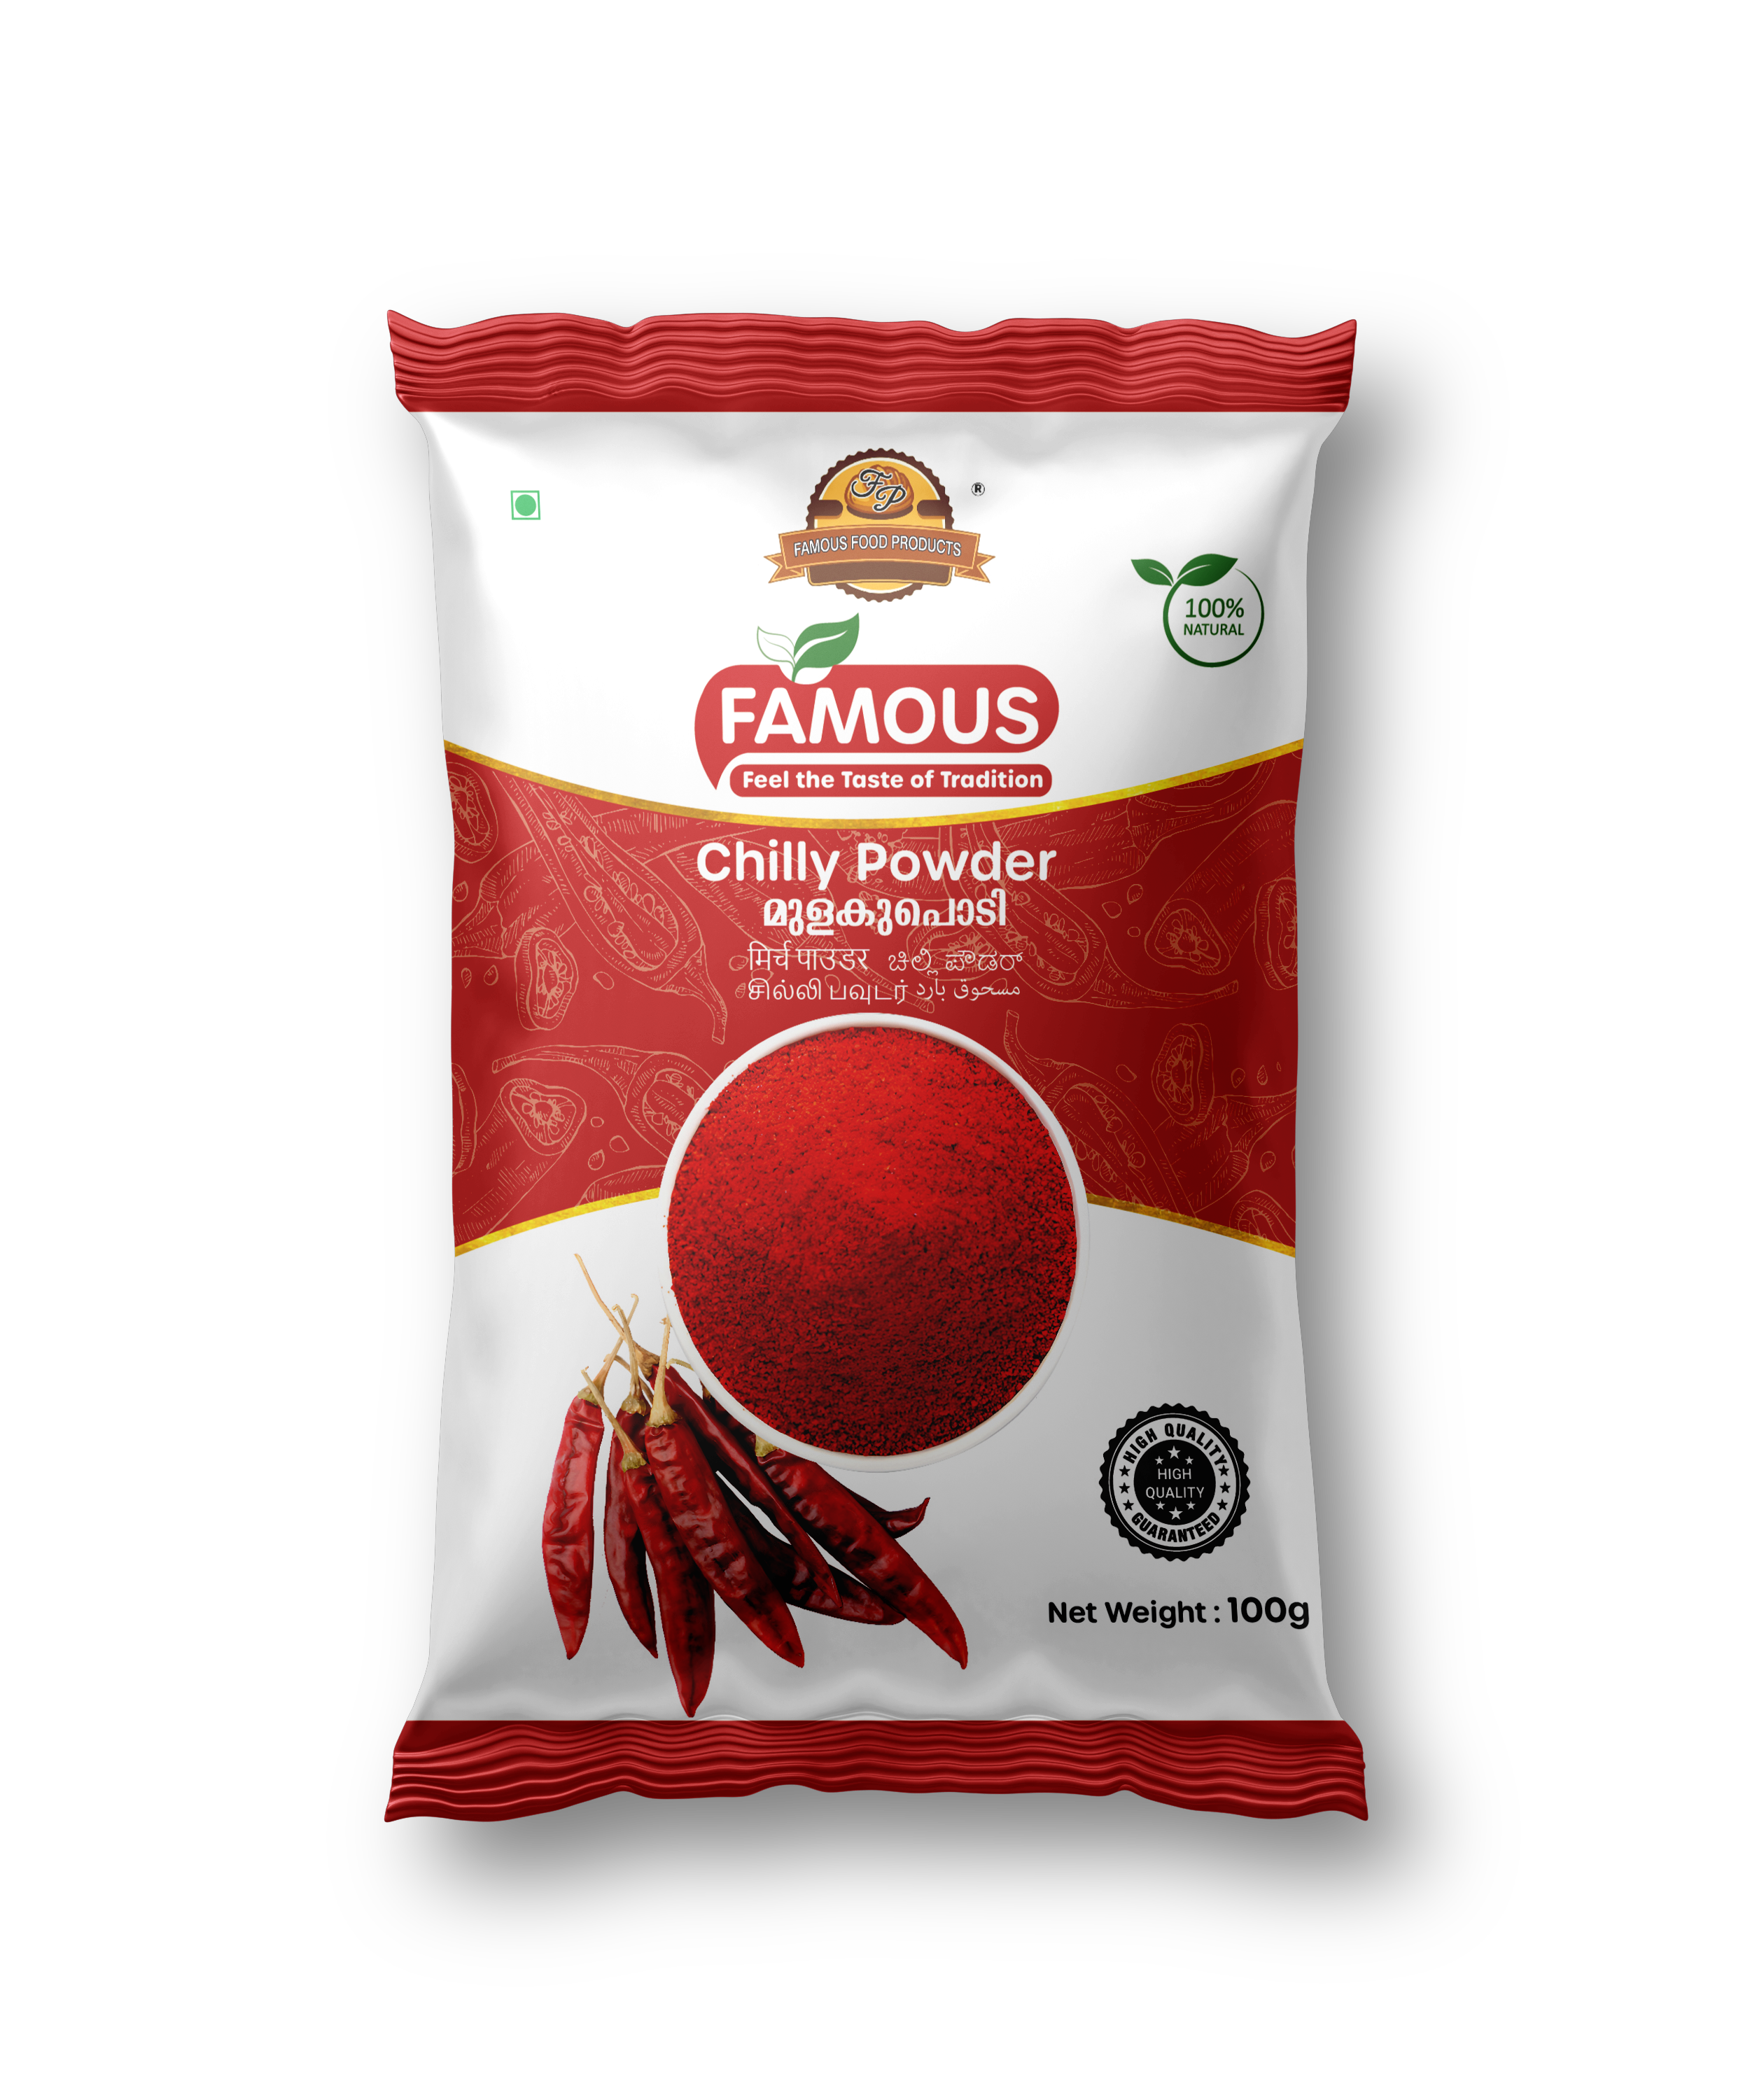 FP
®
FAMOUS FOOD PRODUCTS
100%
NATURAL
FAMOUS
Feel the Taste of Tradition
Chilly Powder
മുളകുപൊടി
मिर्च पाउडर ಚಿಲ್ಲಿ ಪೌಡರ್
சில்லி பவுடர் مسحوق بارد
HIGH QUALITY
HIGH
QUALITY
GUARANTEED
Net Weight : 100g